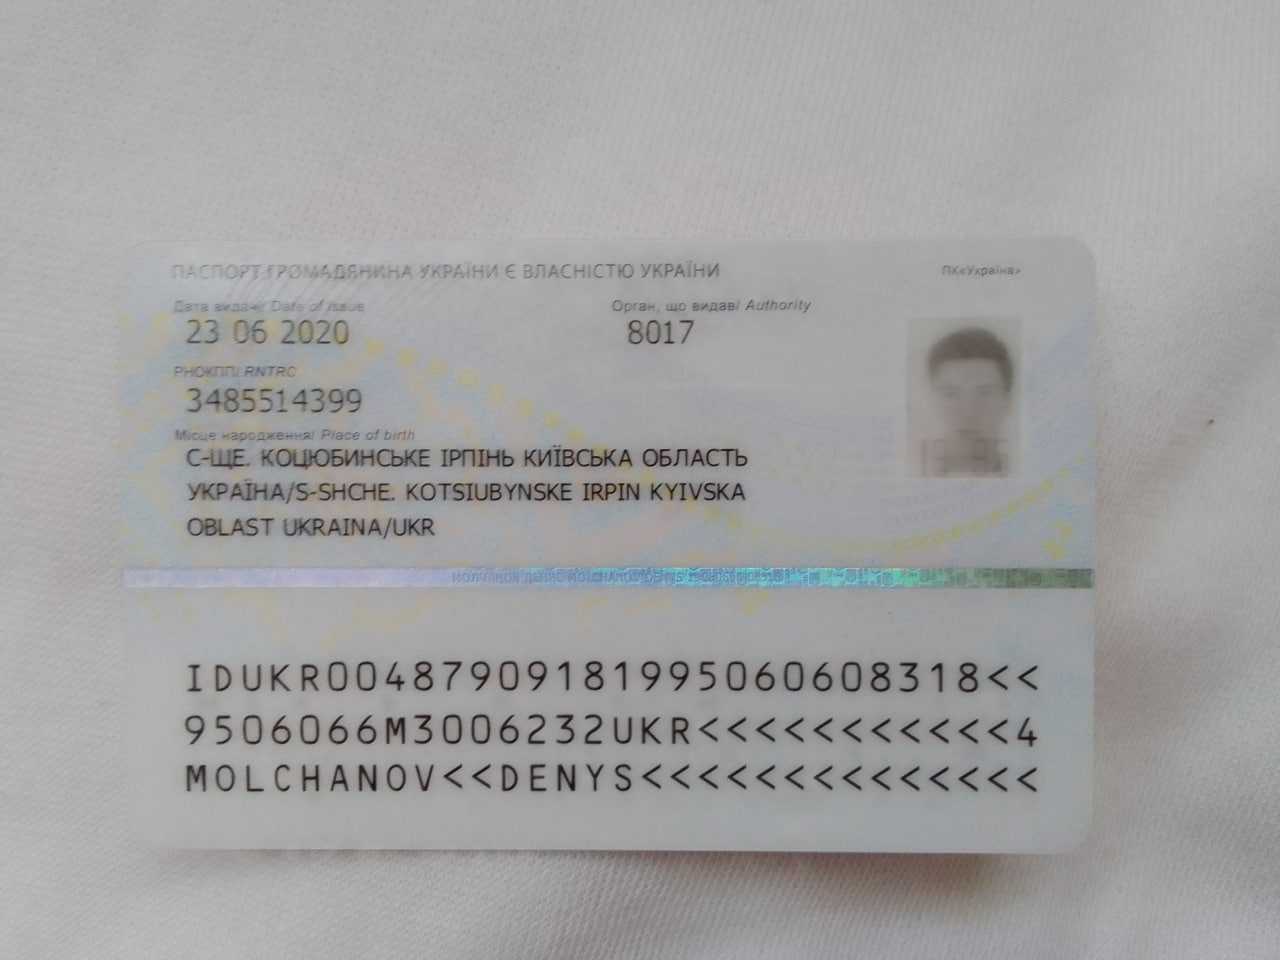 ПАСПОРТ ГРОМАДЯНИНА УКРАЇНИ Є ВЛАСНІСТЮ УКРАЇНИ
ПК«Україна»
Дата видачі/ Date of issue
Орган, що видав/ Authority
23 06 2020
8017
РНОКПП/ RNTRC
3485514399
Місце народження/ Place of birth
С-ЩЕ. КОЦЮБИНСЬКЕ ІРПІНЬ КИЇВСЬКА ОБЛАСТЬ
УКРАЇНА/S-SHCHE. KOTSIUBYNSKE IRPIN KYIVSKA
OBLAST UKRAINA/UKR
IDUKR00487909181995060608318<<
9506066M3006232UKR<<<<<<<<<<<4
MOLCHANOV<<DENYS<<<<<<<<<<<<<<